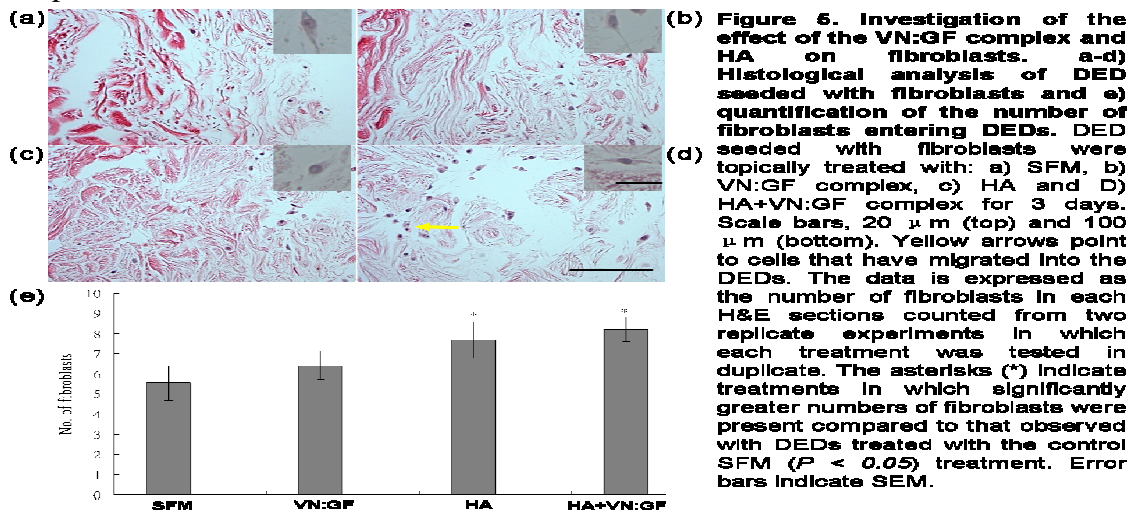 (a)
(b)
(c)
(d)
Figure 5. Investigation of the
effect of the VN:GF complex and
HA on fibroblasts. a-d)
Histological analysis of DED
seeded with fibroblasts and e)
quantification of the number of
fibroblasts entering DEDs. DED
seeded with fibroblasts were
topically treated with: a) SFM, b)
VN:GF complex, c) HA and D)
HA+VN:GF complex for 3 days.
Scale bars, 20 μm (top) and 100
μm (bottom). Yellow arrows point
to cells that have migrated into the
DEDs. The data is expressed as
the number of fibroblasts in each
H&E sections counted from two
replicate experiments in which
each treatment was tested in
duplicate. The asterisks (*) indicate
treatments in which significantly
greater numbers of fibroblasts were
present compared to that observed
with DEDs treated with the control
SFM (P < 0.05) treatment. Error
bars indicate SEM.
(e)
No. of fibroblasts
10
9
8
7
6
5
4
3
2
1
0
* *
SFM VN:GF HA HA+VN:GF